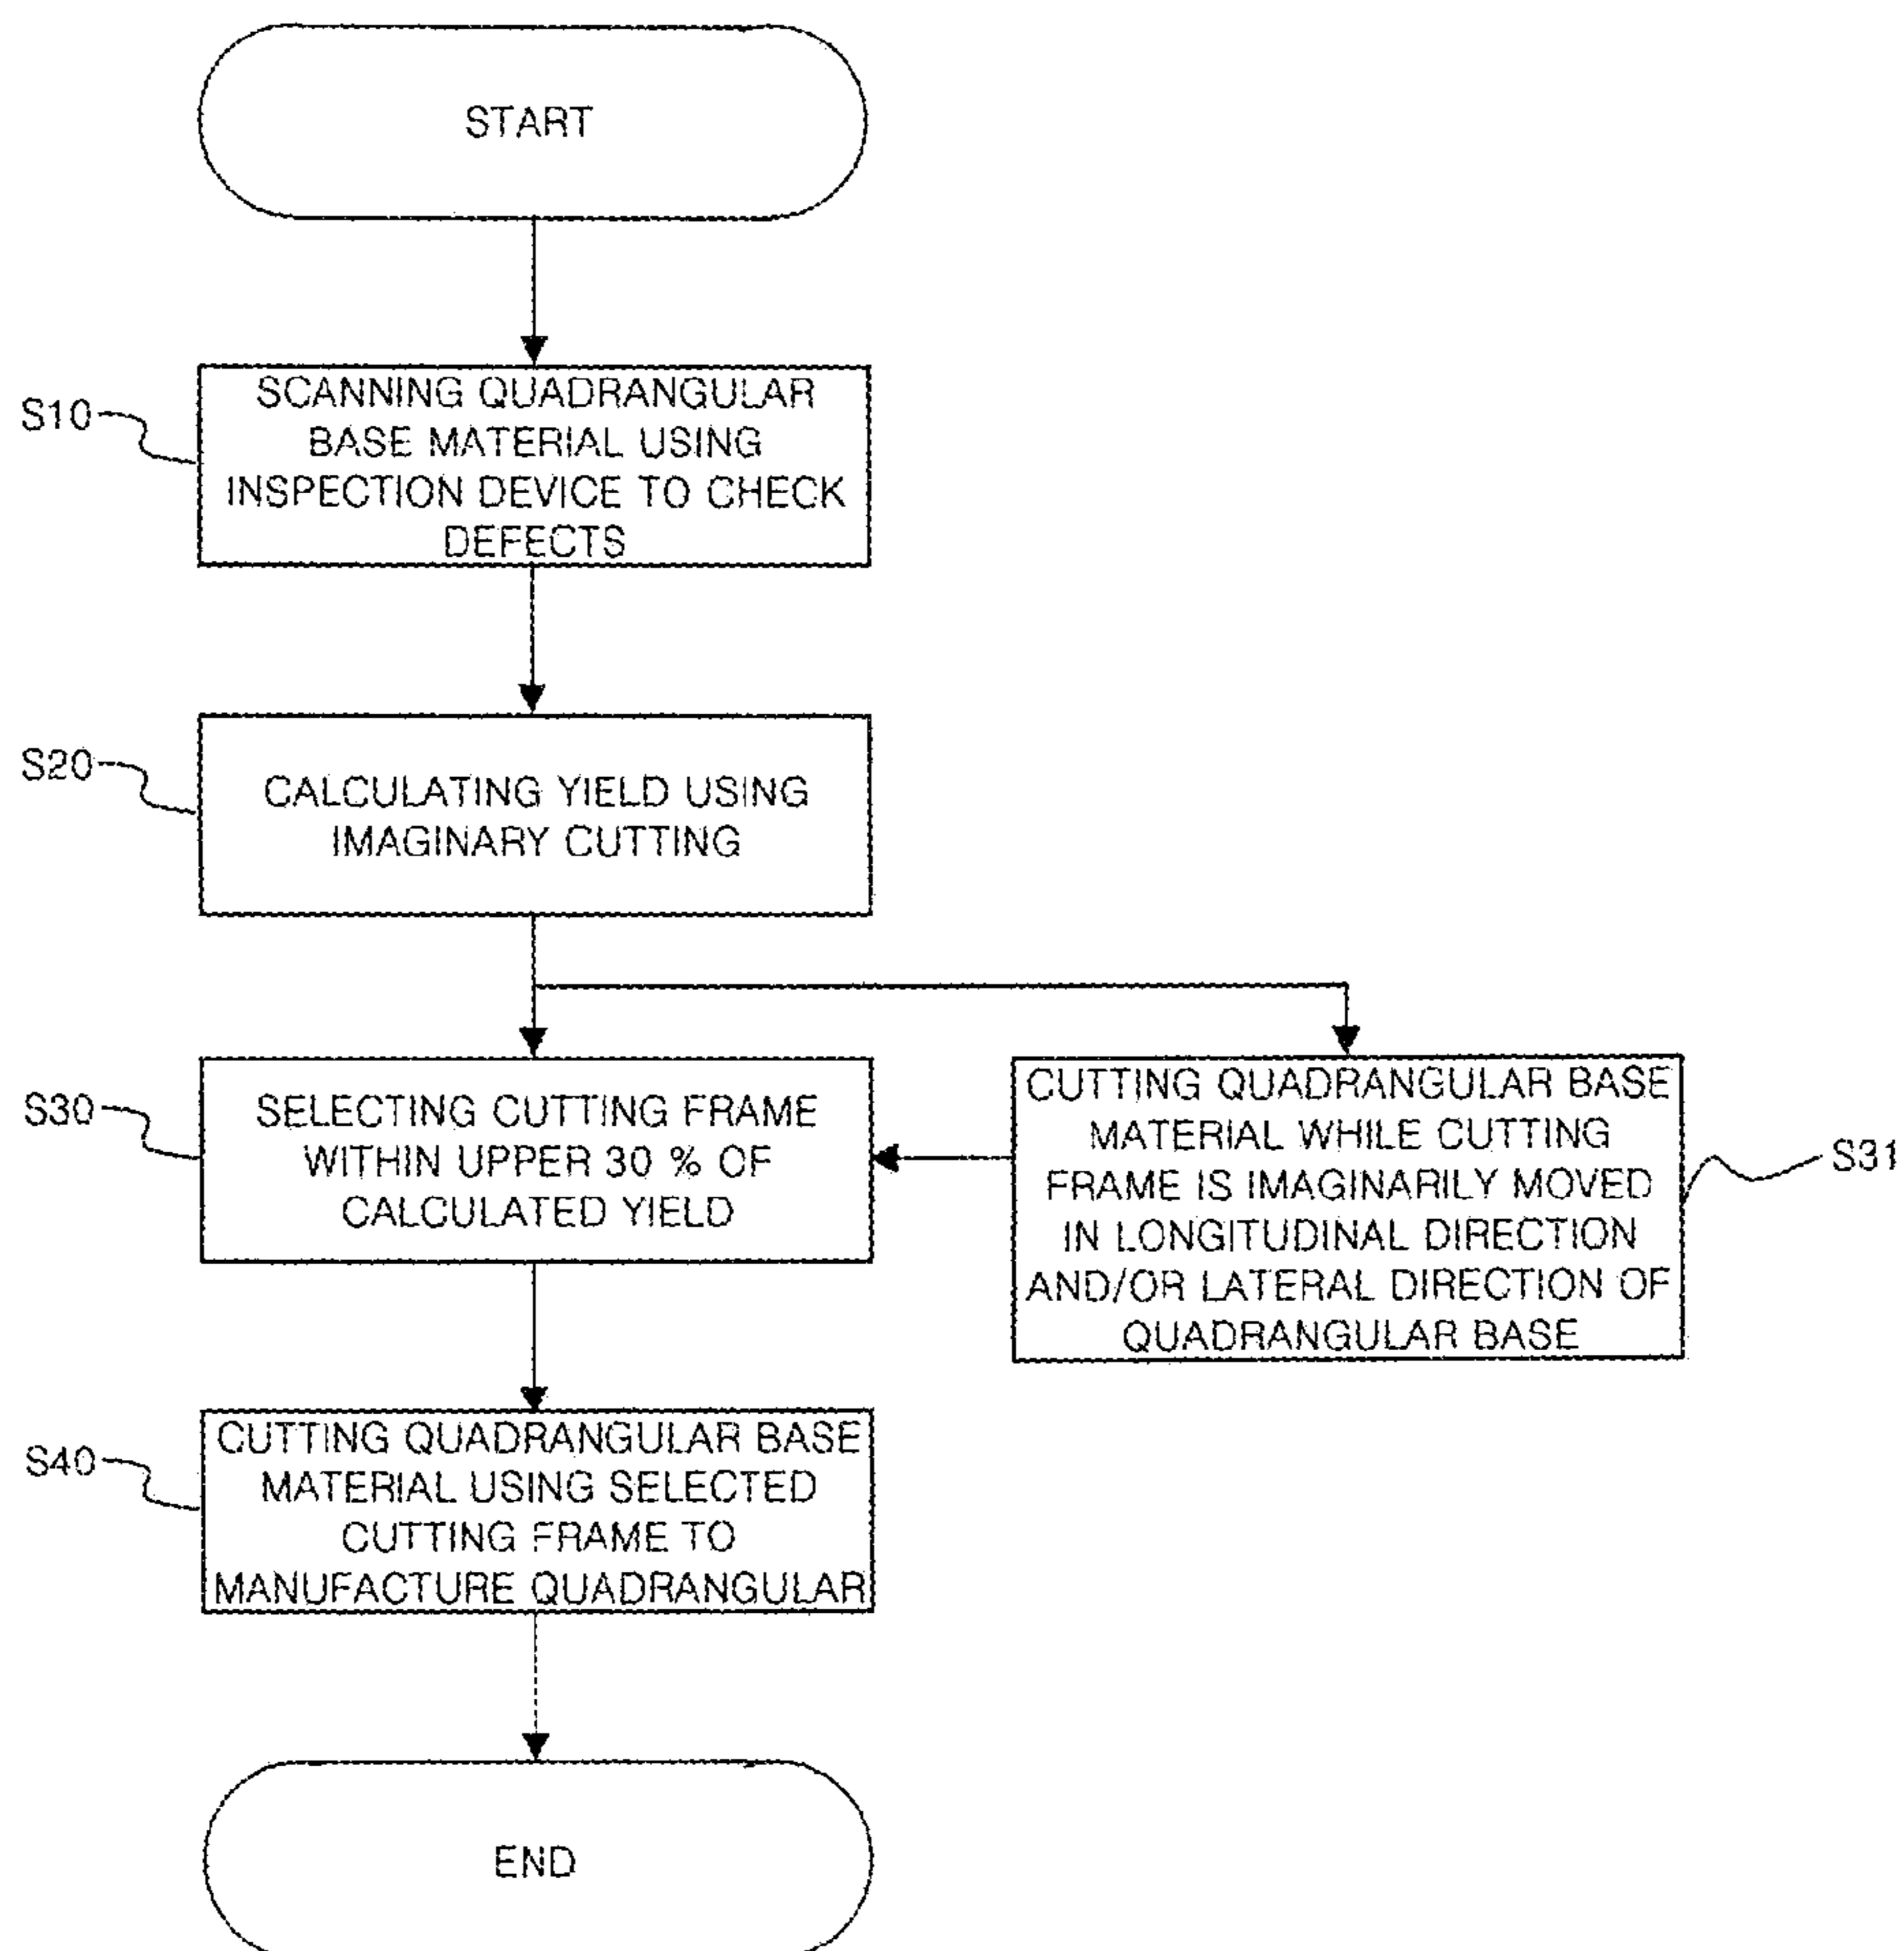 START
S10
SCANNING QUADRANGULAR
BASE MATERIAL USING
INSPECTION DEVICE TO CHECK
DEFECTS
S20
CALCULATING YIELD USING
IMAGINARY CUTTING
S30
SELECTING CUTTING FRAME
WITHIN UPPER 30 % OF
CALCULATED YIELD
CUTTING QUADRANGULAR BASE
MATERIAL WHILE CUTTING
FRAME IS IMAGINARILY MOVED
IN LONGITUDINAL DIRECTION
AND/OR LATERAL DIRECTION OF
QUADRANGULAR BASE
S31
S40
CUTTING QUADRANGULAR BASE
MATERIAL USING SELECTED
CUTTING FRAME TO
MANUFACTURE QUADRANGULAR
END